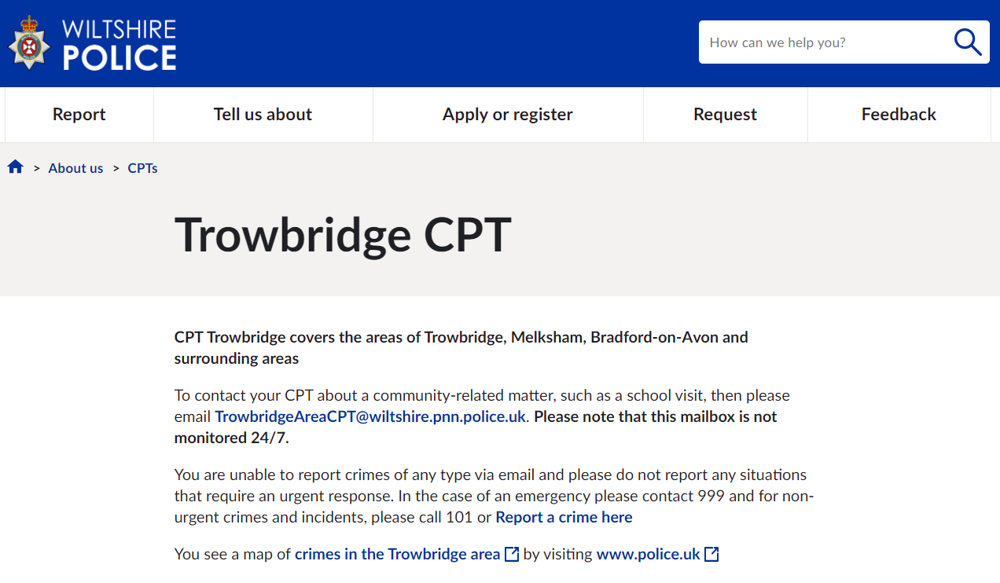 WILTSHIRE
POLICE
How can we help you?
Report
Tell us about
Apply or register
Request
Feedback
> About us > CPTs
Trowbridge CPT
CPT Trowbridge covers the areas of Trowbridge, Melksham, Bradford-on-Avon and
surrounding areas
To contact your CPT about a community-related matter, such as a school visit, then please
email TrowbridgeAreaCPT@wiltshire.pnn.police.uk. Please note that this mailbox is not
monitored 24/7.
You are unable to report crimes of any type via email and please do not report any situations
that require an urgent response. In the case of an emergency please contact 999 and for non-
urgent crimes and incidents, please call 101 or Report a crime here
You see a map of crimes in the Trowbridge area by visiting www.police.uk